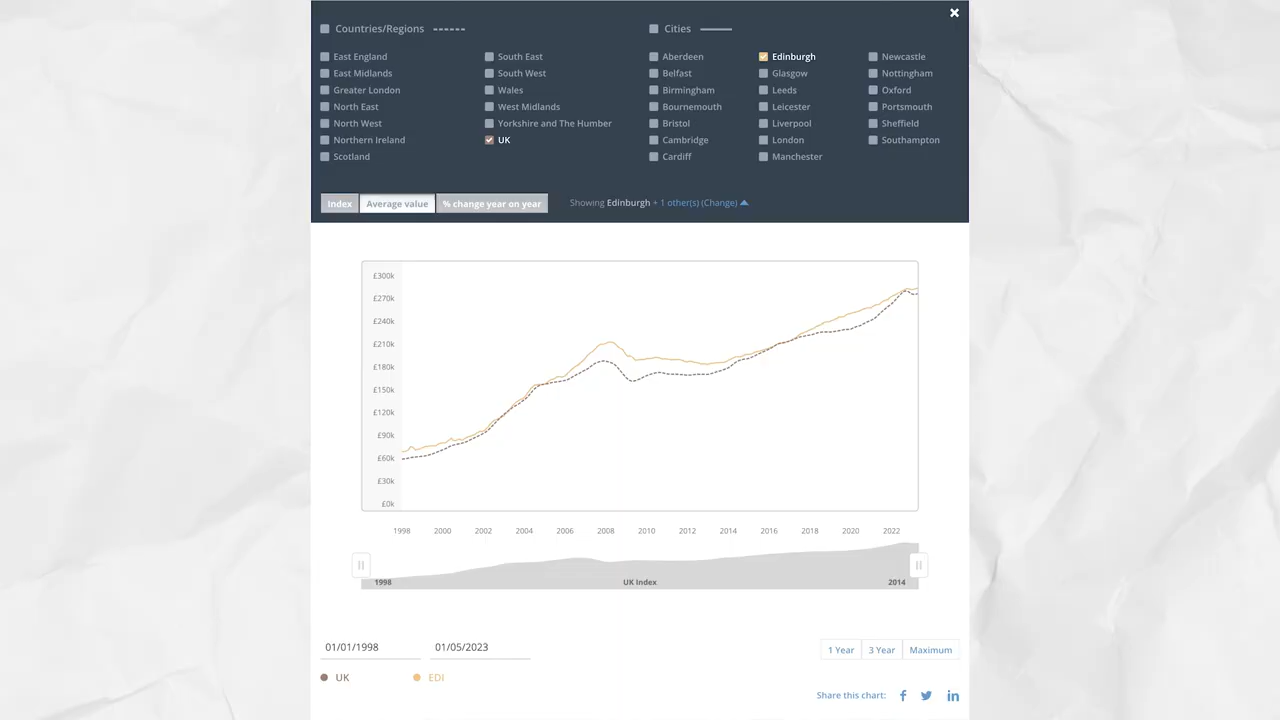 Countries/Regions
Cities
East England
South East
Aberdeen
Edinburgh
Newcastle
East Midlands
South West
Belfast
Glasgow
Nottingham
Greater London
Wales
Birmingham
Leeds
Oxford
North East
West Midlands
Bournemouth
Leicester
Portsmouth
North West
Yorkshire and The Humber
Bristol
Liverpool
Sheffield
Northern Ireland
UK
Cambridge
London
Southampton
Scotland
Cardiff
Manchester
Index
Average value
% change year on year
Showing Edinburgh + 1 other(s) (Change)
£300k
£270k
£240k
£210k
£180k
£150k
£120k
£90k
£60k
£30k
£0k
1998 2000 2002 2004 2006 2008 2010 2012 2014 2016 2018 2020 2022
1998
UK Index
2014
01/01/1998
01/05/2023
1 Year
3 Year
Maximum
UK
EDI
Share this chart: